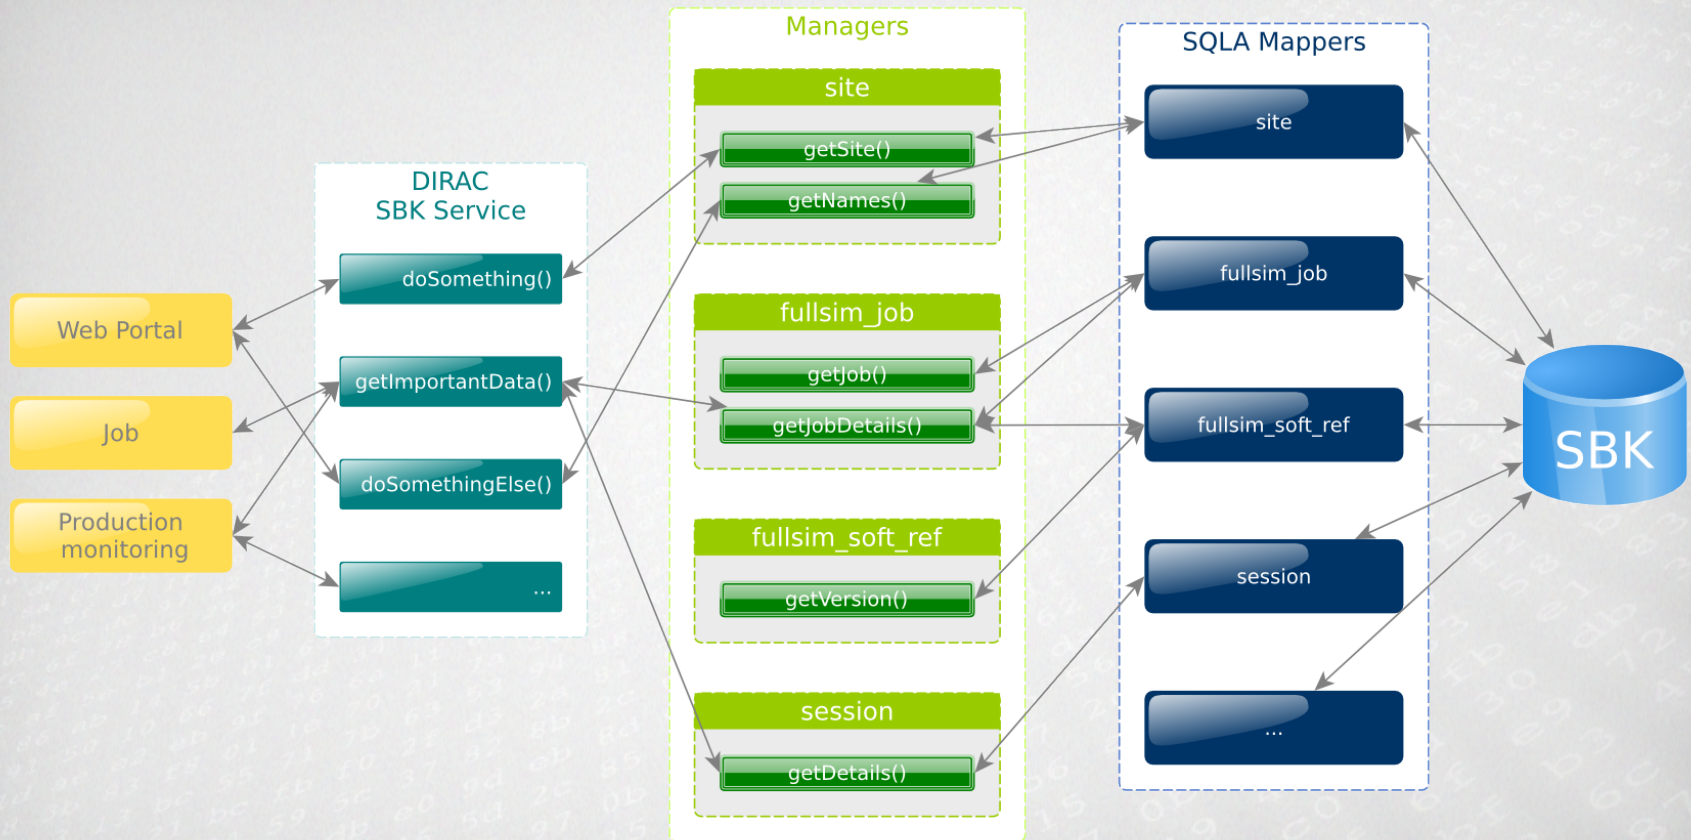 Web Portal
Job
Production
monitoring
DIRAC
SBK Service
doSomething()
getImportantData()
doSomethingElse()
...
Managers
site
getSite()
getNames()
fullsim_job
getJob()
getJobDetails()
fullsim_soft_ref
getVersion()
session
getDetails()
SQLA Mappers
site
fullsim_job
fullsim_soft_ref
session
...
SBK